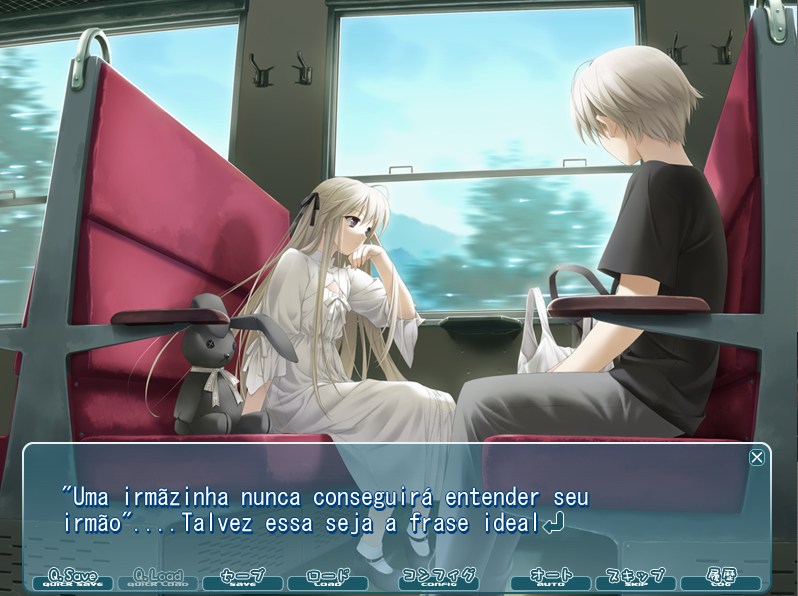 "Uma irmãzinha nunca conseguirá entender seu
irmão"....Talvez essa seja a frase ideal
Q.Save Q.Load セーブ ロード コンフィグ オート スキップ 履歴
QUICK SAVE QUICK LOAD SAVE LOAD CONFIG AUTO SKIP LOG